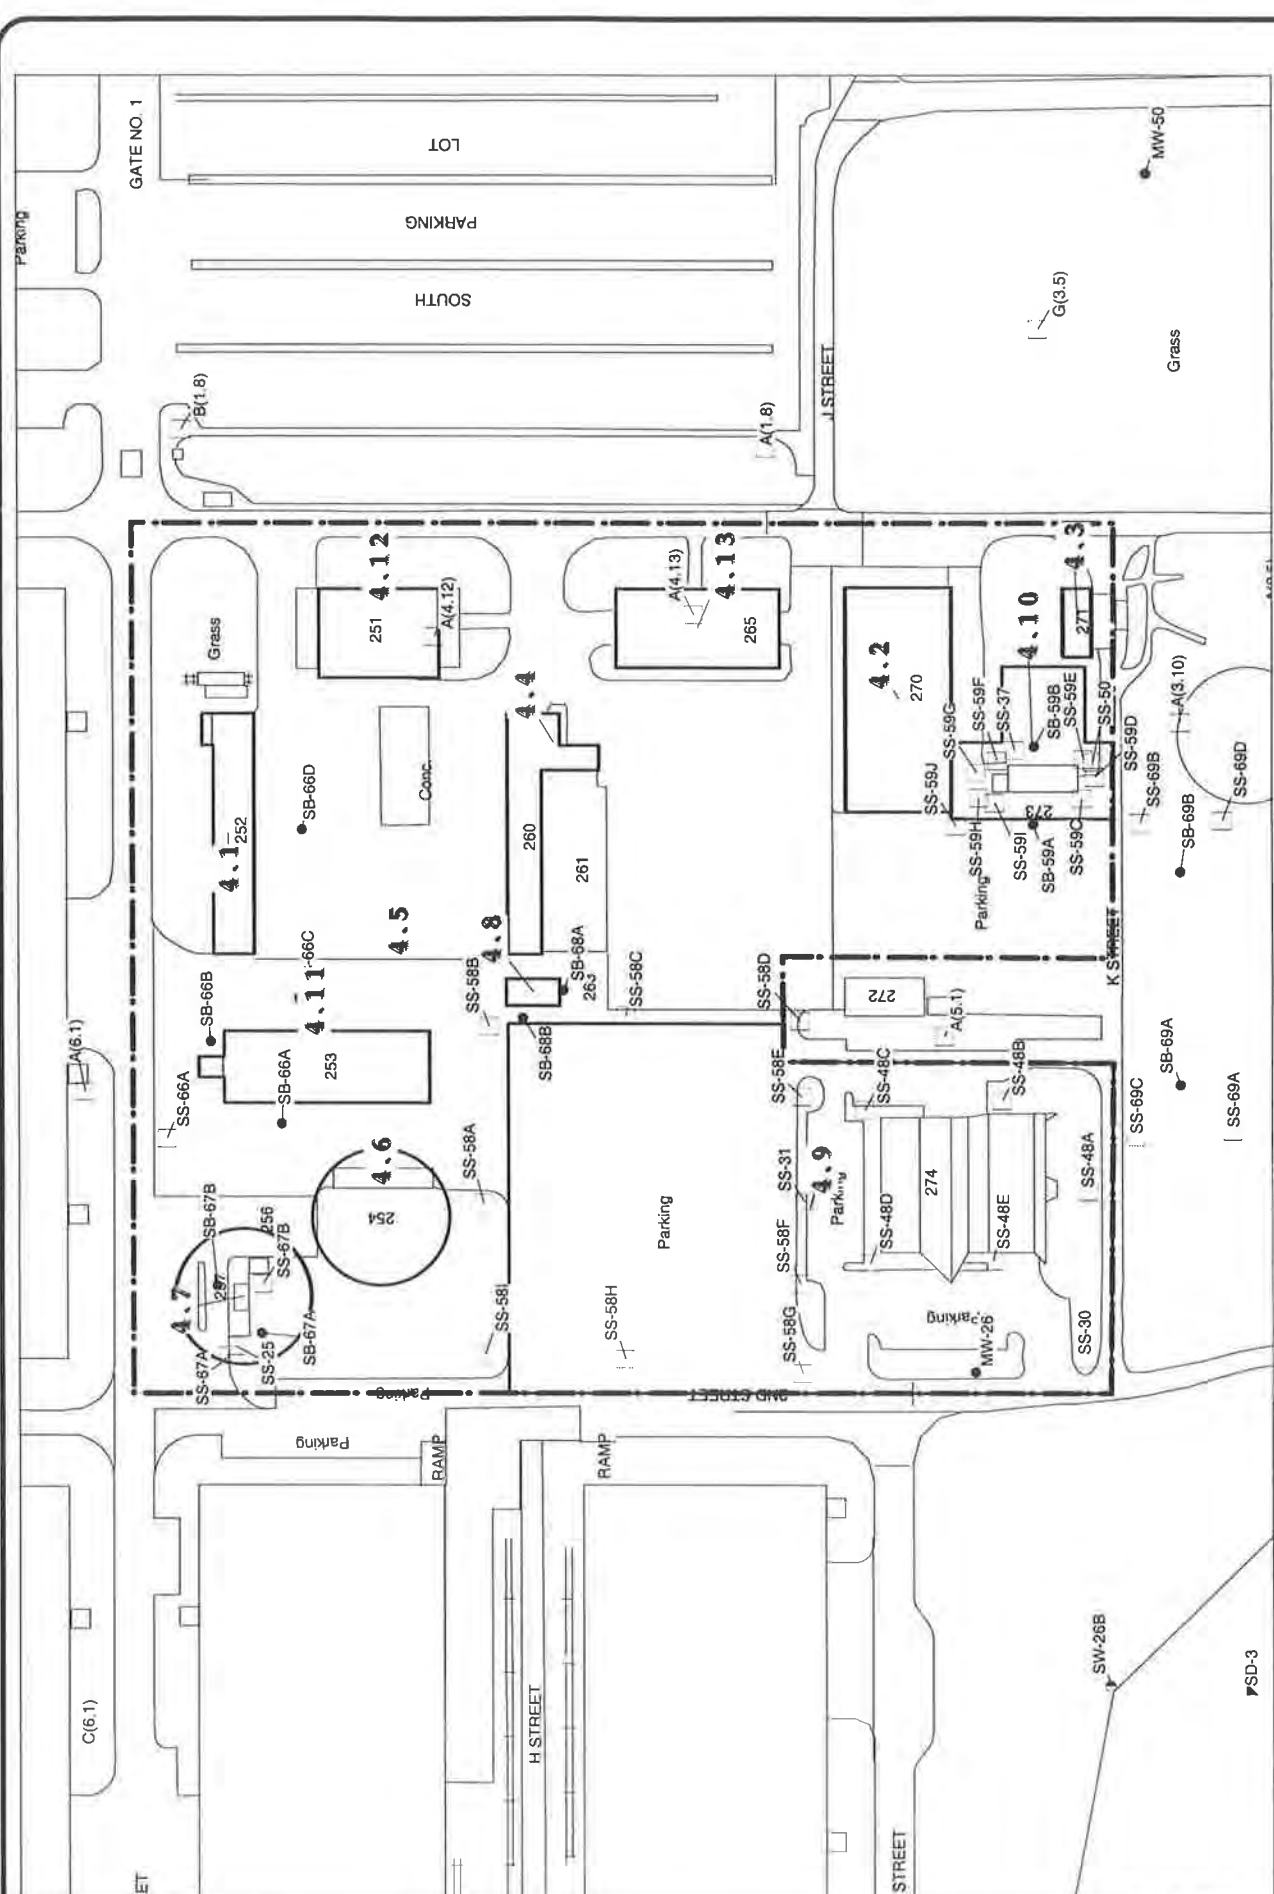 GATE NO. 1
Parking
LOT
PARKING
SOUTH
MW-50
G(3.5)
Grass
J STREET
B(1.8)
A(1.8)
4.12
251
A(4.12)
Grass
4.13
A(4.13)
265
4.3
271
4.10
4.2
270
4.4
SS-59G
SS-59F
SS-37
SB-59B
SS-59E
SS-50
SS-59D
A(3.10)
SS-59J
SS-59H
SS-59I
273
SB-59A
SS-59C
SS-69B
SB-69B
SS-69D
SB-66D
Conc.
4.1
252
260
261
Parking
4.5
4.8
K STREET
-66C
4.11
SB-66B
SS-58B
SB-68A
263
SS-58C
SS-58D
272
A(5.1)
A(6.1)
SS-66A
SB-66A
253
SB-68B
SS-58E
SS-48C
SS-48B
SB-69A
SS-69C
SS-69A
4.6
254
SS-58A
SS-31
4.9
Parking
SS-48D
274
SS-48E
SS-48A
SB-67B
256
SS-67B
4.7
257
Parking
SS-58F
SS-67A
SS-25
SB-67A
SS-58I
SS-58H
SS-58G
Parking
MW-26
SS-30
Parking
2ND STREET
Parking
RAMP
RAMP
C(6.1)
H STREET
SW-26B
SD-3
ET
STREET